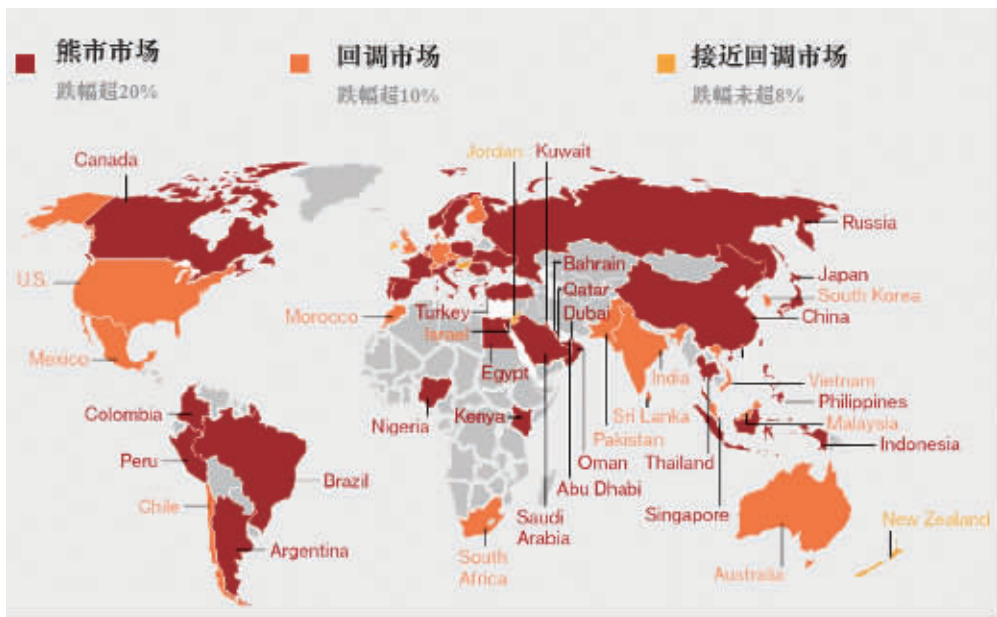 熊市市场
回调市场
接近回调市场
跌幅超20%
跌幅超10%
跌幅未超8%
Jordan
Kuwait
Canada
Russia
Bahrain
U.S.
Japan
Qatar
South Korea
Morocco
Turkey
Dubai
China
Israel
Mexico
Egypt
India
Vietnam
Philippines
Colombia
Nigeria
Kenya
Sri Lanka
Malaysia
Pakistan
Indonesia
Peru
Oman
Thailand
Brazil
Abu Dhabi
Chile
Saudi
Arabia
Singapore
New Zealand
Argentina
South
Africa
Australia